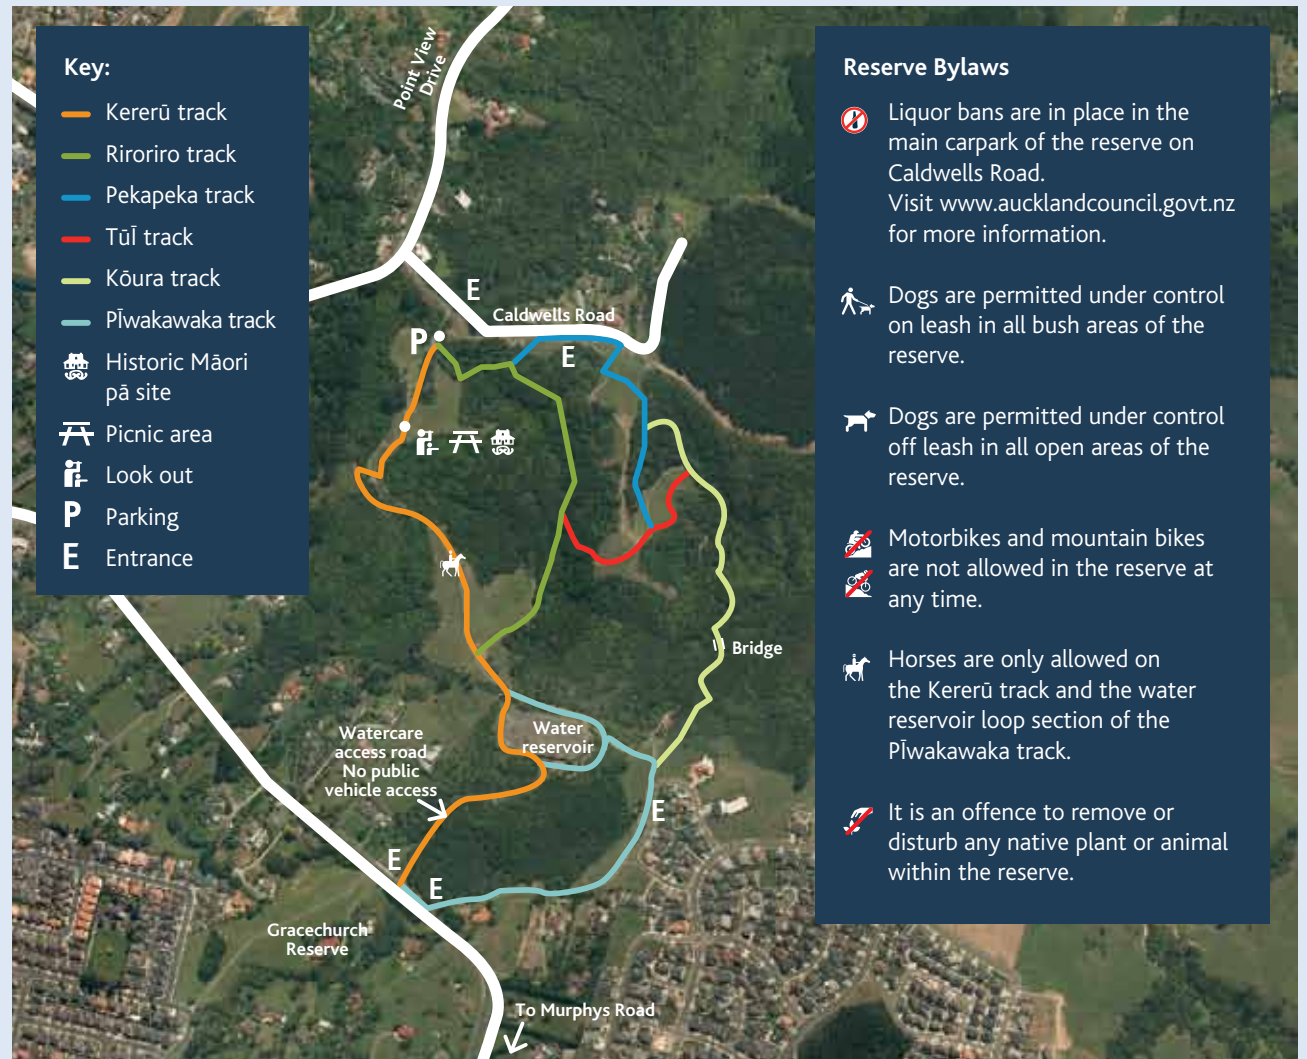 Key:
Kererū track
Riroriro track
Pekapeka track
TūĪ track
Kōura track
PĪwakawaka track
Historic Māori
pā site
Picnic area
Look out
P Parking
E Entrance
Point View
Drive
E
Caldwells Road
P
E
Bridge
Water
reservoir
Watercare
access road
No public
vehicle access
E
E
E
Gracechurch
Reserve
To Murphys Road
Reserve Bylaws
Liquor bans are in place in the
main carpark of the reserve on
Caldwells Road.
Visit www.aucklandcouncil.govt.nz
for more information.
Dogs are permitted under control
on leash in all bush areas of the
reserve.
Dogs are permitted under control
off leash in all open areas of the
reserve.
Motorbikes and mountain bikes
are not allowed in the reserve at
any time.
Horses are only allowed on
the Kererū track and the water
reservoir loop section of the
PĪwakawaka track.
It is an offence to remove or
disturb any native plant or animal
within the reserve.